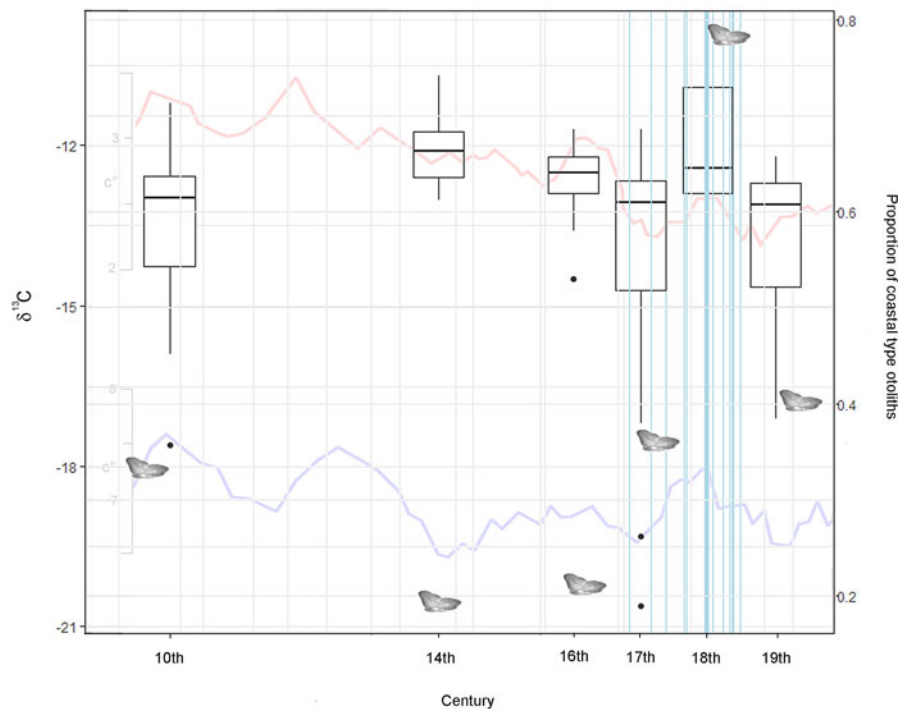 0.8
-12
3
c°
0.6
2
δ¹³C
-15
Proportion of coastal type otoliths
8
0.4
c°
-18
7
0.2
-21
10th 14th 16th 17th 18th 19th
Century